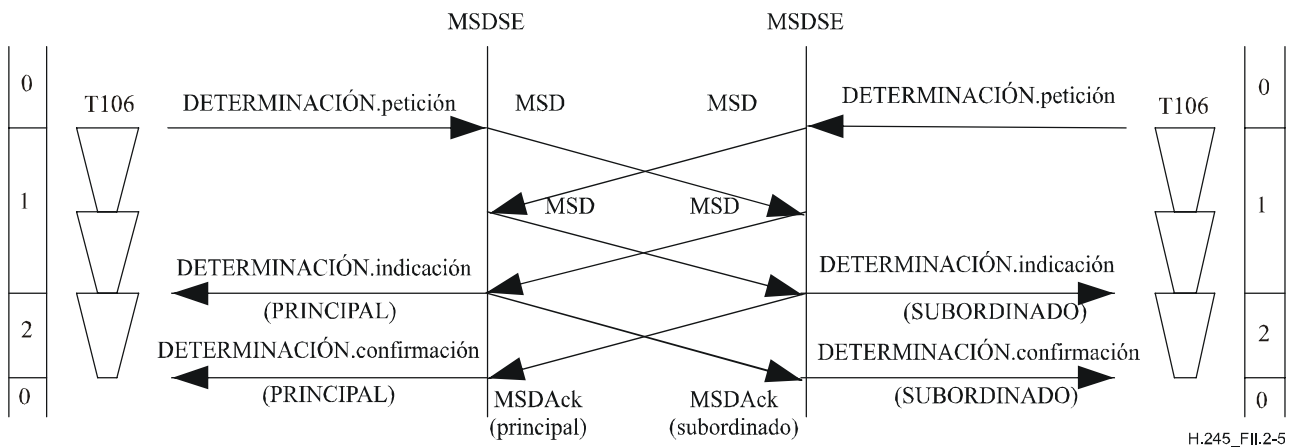 MSDSE MSDSE
0 0
T106 DETERMINACIÓN.petición MSD MSD DETERMINACIÓN.petición T106
1 MSD MSD 1
DETERMINACIÓN.indicación DETERMINACIÓN.indicación
(PRINCIPAL) (SUBORDINADO)
2 2
DETERMINACIÓN.confirmación DETERMINACIÓN.confirmación
(PRINCIPAL) (SUBORDINADO)
0 MSDAck MSDAck 0
(principal) (subordinado)
H.245_FII.2-5